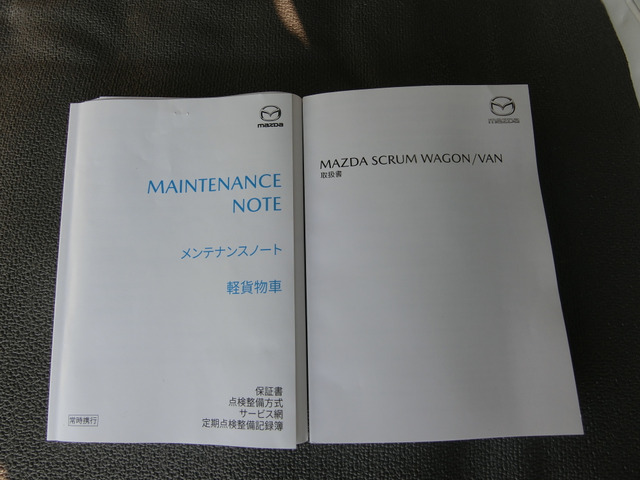 mazda
MAINTENANCE
NOTE
メンテナンスノート
軽貨物車
保証書
点検整備方式
サービス網
定期点検整備記録簿
常時携行
mazda
MAZDA SCRUM WAGON/VAN
取扱書